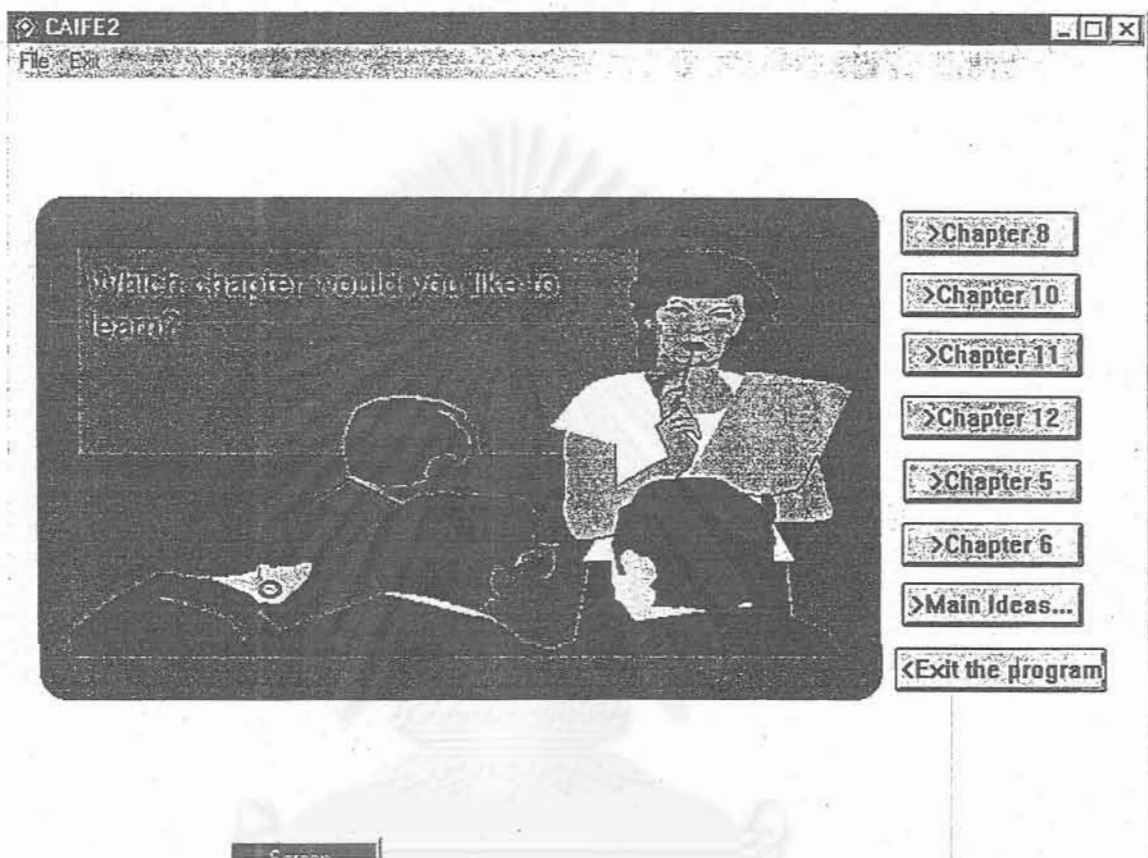 CAIFE2
File Exit
Which chapter would you like to
learn?
>Chapter 8
>Chapter 10
>Chapter 11
>Chapter 12
>Chapter 5
>Chapter 6
>Main Ideas...
<Exit the program
Screen